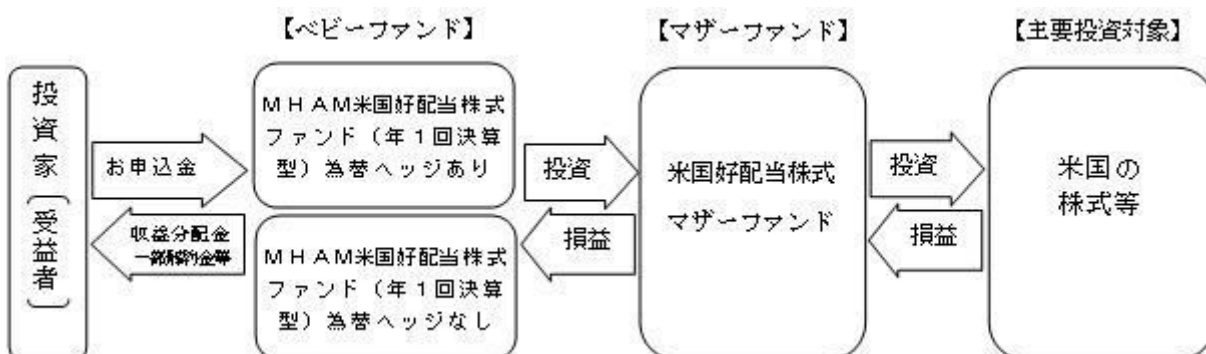 【ベビーファンド】
【マザーファンド】
【主要投資対象】
投資家
(受益者)
お申込金
収益分配金
一部解約金等
MHAM米国好配当株式
ファンド(年1回決算
型)為替ヘッジあり
MHAM米国好配当株式
ファンド(年1回決算
型)為替ヘッジなし
投資
損益
米国好配当株式
マザーファンド
投資
損益
米国の
株式等